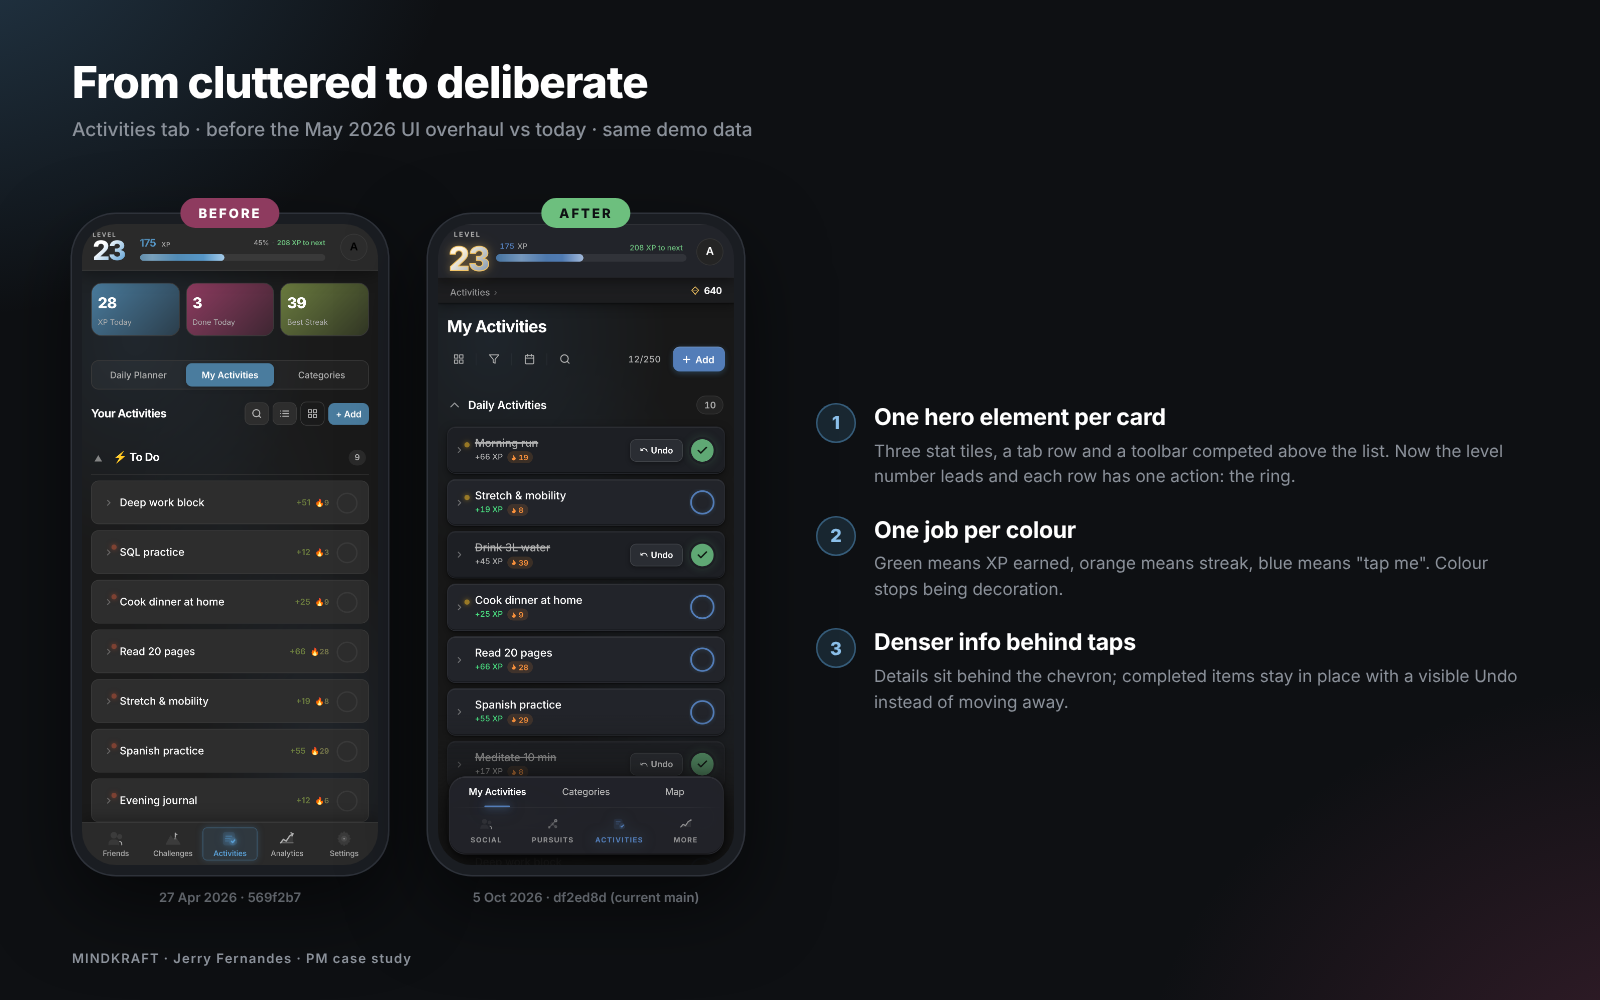 From cluttered to deliberate
Activities tab · before the May 2026 UI overhaul vs today · same demo data
BEFORE
LEVEL
23
175 XP
45% 208 XP to next
A
28
XP Today
3
Done Today
39
Best Streak
Daily Planner
My Activities
Categories
Your Activities
+ Add
⚡ To Do
9
Deep work block
+51 🔥9
SQL practice
+12 🔥3
Cook dinner at home
+25 🔥9
Read 20 pages
+66 🔥28
Stretch & mobility
+19 🔥8
Spanish practice
+55 🔥29
Evening journal
+12 🔥6
Friends
Challenges
Activities
Analytics
Settings
27 Apr 2026 · 569f2b7
AFTER
LEVEL
23
175 XP
208 XP to next
A
Activities ›
640
My Activities
12/250
+ Add
Daily Activities
10
Morning run
+66 XP 19
Undo
Stretch & mobility
+19 XP 8
Drink 3L water
+45 XP 39
Undo
Cook dinner at home
+25 XP 9
Read 20 pages
+66 XP 28
Spanish practice
+55 XP 29
Meditate 10 min
+17 XP 8
Undo
My Activities
Categories
Map
SOCIAL
PURSUITS
ACTIVITIES
MORE
5 Oct 2026 · df2ed8d (current main)
1
One hero element per card
Three stat tiles, a tab row and a toolbar competed above the list. Now the level
number leads and each row has one action: the ring.
2
One job per colour
Green means XP earned, orange means streak, blue means "tap me". Colour
stops being decoration.
3
Denser info behind taps
Details sit behind the chevron; completed items stay in place with a visible Undo
instead of moving away.
MINDKRAFT · Jerry Fernandes · PM case study